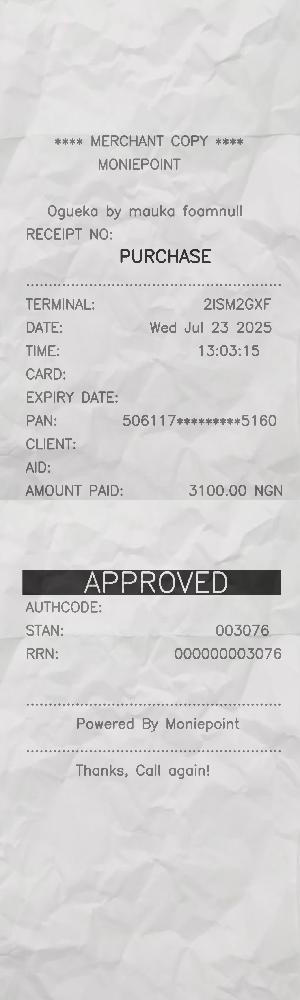 **** MERCHANT COPY ****
MONIEPOINT
Ogueka by mauka foamnull
RECEIPT NO:
PURCHASE
TERMINAL: 2ISM2GXF
DATE: Wed Jul 23 2025
TIME: 13:03:15
CARD:
EXPIRY DATE:
PAN: 506117*********5160
CLIENT:
AID:
AMOUNT PAID: 3100.00 NGN
APPROVED
AUTHCODE:
STAN: 003076
RRN: 000000003076
Powered By Moniepoint
Thanks, Call again!